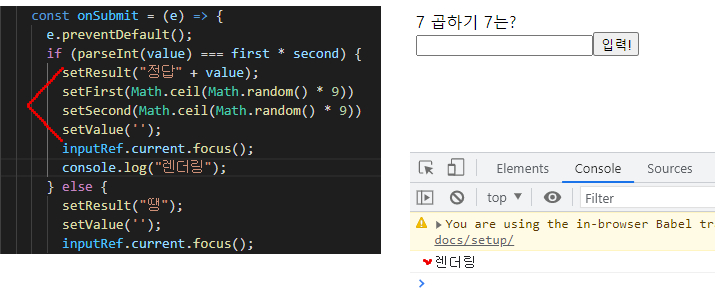 const onSubmit = (e) => {
e.preventDefault();
if (parseInt(value) === first * second) {
setResult("정답" + value);
setFirst(Math.ceil(Math.random() * 9))
setSecond(Math.ceil(Math.random() * 9))
setValue('');
inputRef.current.focus();
console.log("렌더링");
} else {
setResult("땡");
setValue('');
inputRef.current.focus();
7 곱하기 7는?
입력!
Elements Console Sources
top Filter
You are using the in-browser Babel tr
docs/setup/
렌더링